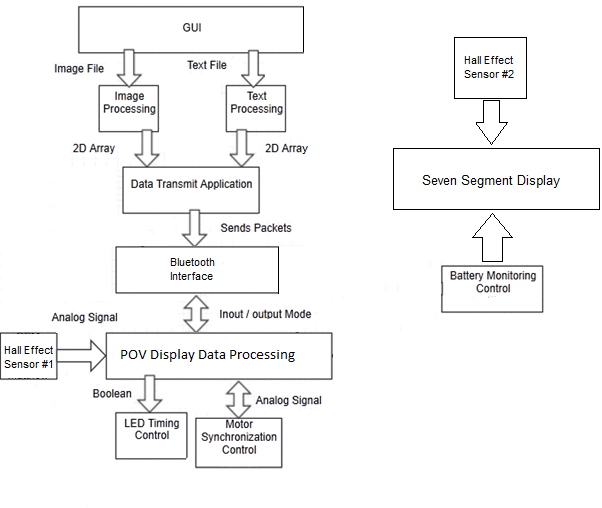 GUI
Image File
Text File
Image
Processing
Text
Processing
2D Array
2D Array
Data Transmit Application
Sends Packets
Bluetooth
Interface
Analog Signal
Inout / output Mode
Hall Effect
Sensor #1
POV Display Data Processing
Boolean
Analog Signal
LED Timing
Control
Motor
Synchronization
Control
Hall Effect
Sensor #2
Seven Segment Display
Battery Monitoring
Control